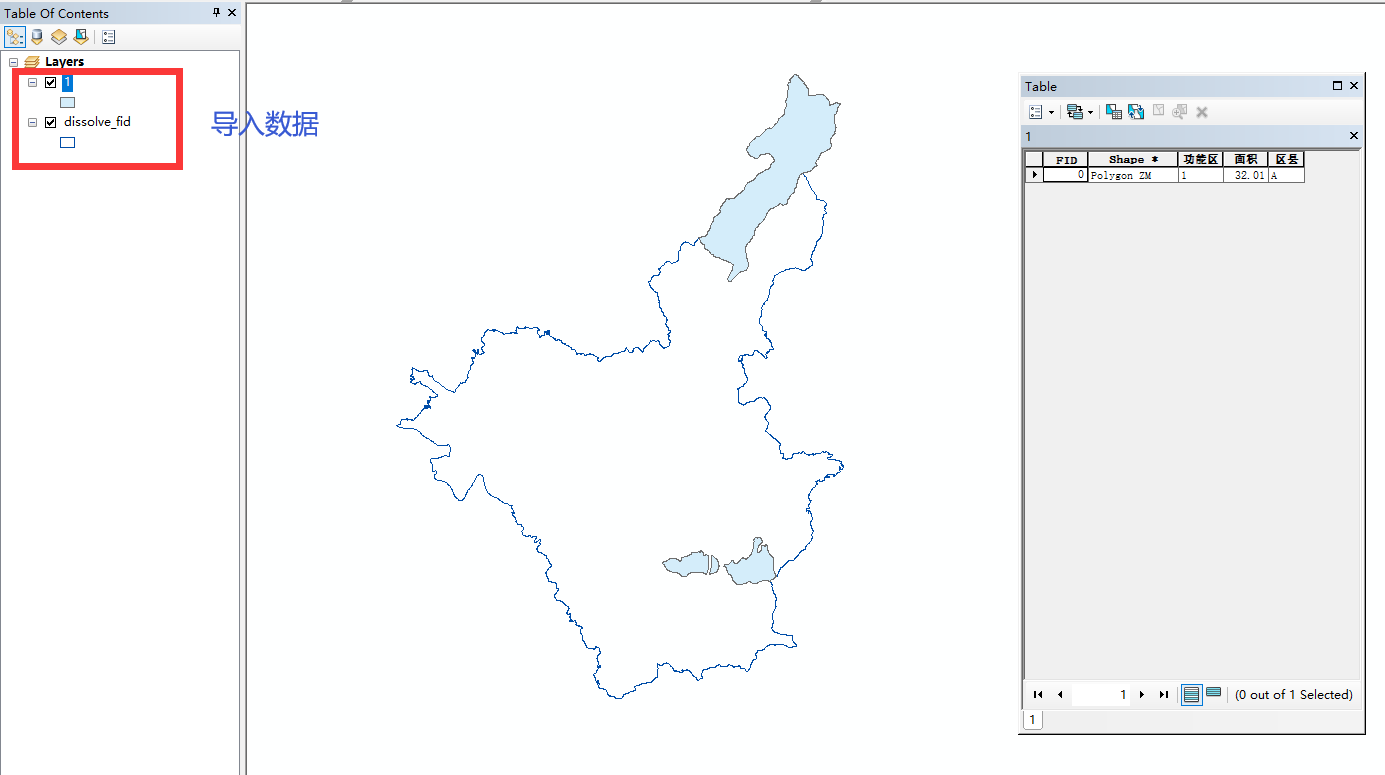 Table Of Contents
Layers
1
dissolve_fid
导入数据
Table
1
FID Shape * 功能区 面积 区县
0 Polygon ZM 1 32.01 A
1 (0 out of 1 Selected)
1